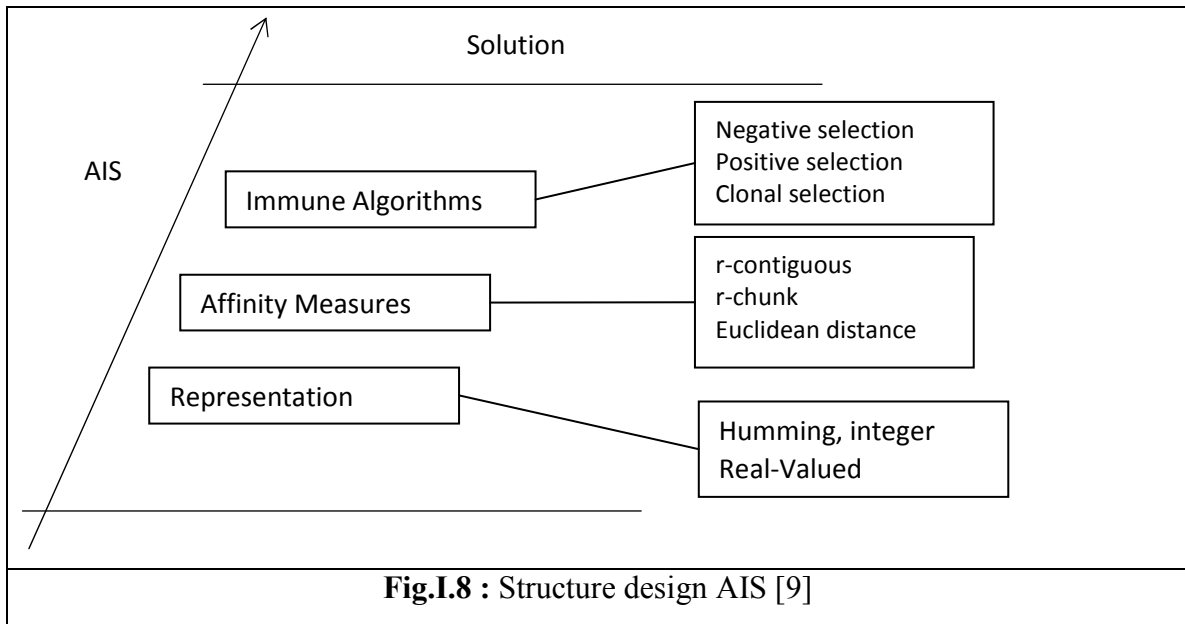 Solution
AIS
Immune Algorithms
Negative selection
Positive selection
Clonal selection
Affinity Measures
r-contiguous
r-chunk
Euclidean distance
Representation
Humming, integer
Real-Valued
Fig.I.8 : Structure design AIS [9]